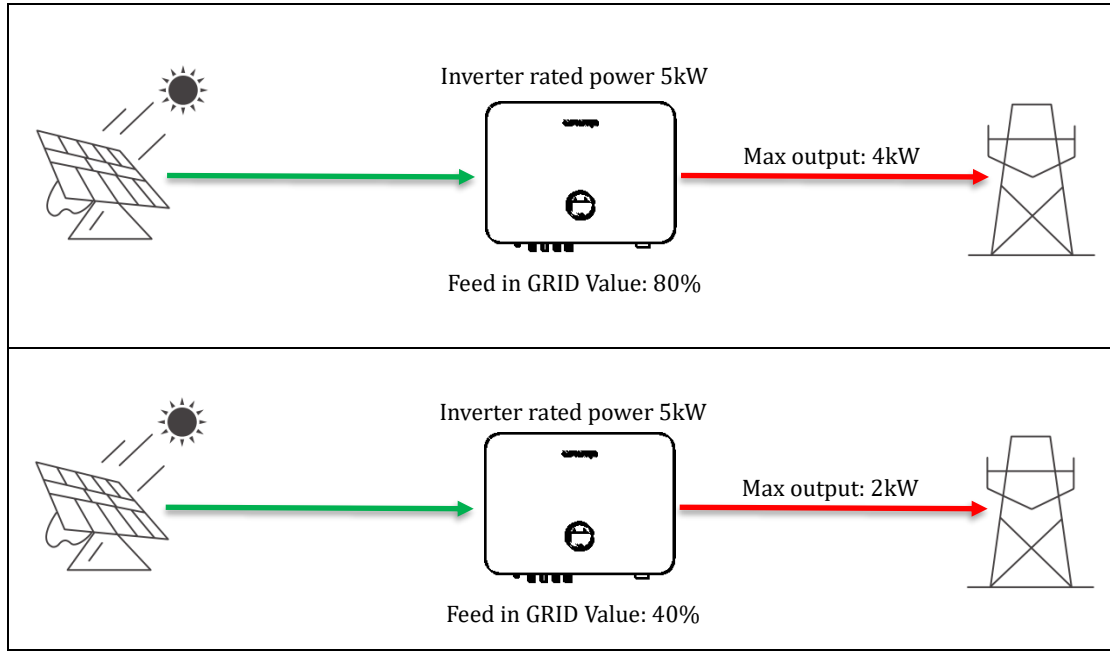 Inverter rated power 5kW
Max output: 4kW
Feed in GRID Value: 80%
Inverter rated power 5kW
Max output: 2kW
Feed in GRID Value: 40%